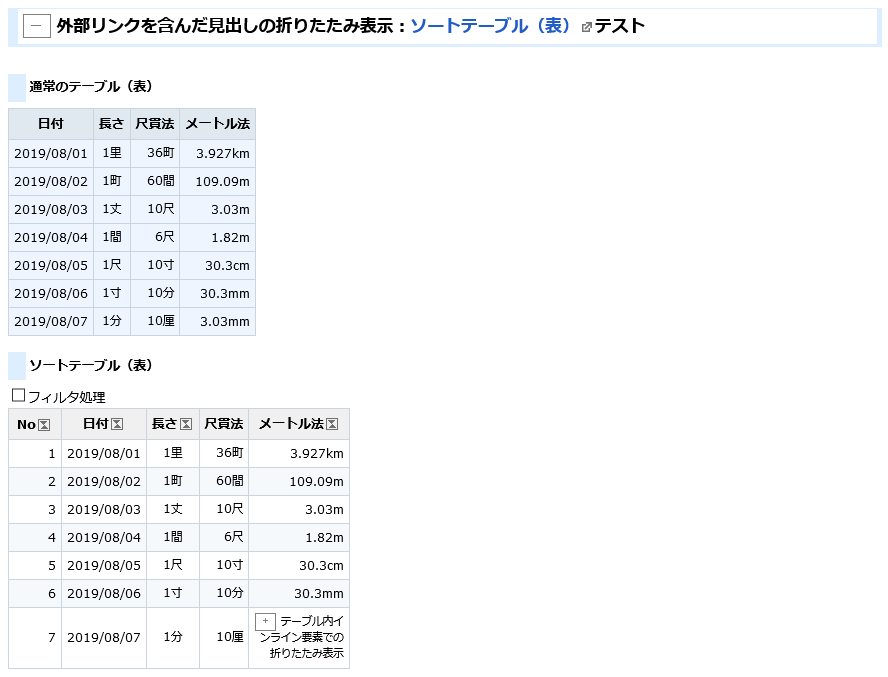 外部リンクを含んだ見出しの折りたたみ表示：ソートテーブル（表）テスト
通常のテーブル（表）
日付 長さ 尺貫法 メートル法
2019/08/01 1里 36町 3.927km
2019/08/02 1町 60間 109.09m
2019/08/03 1丈 10尺 3.03m
2019/08/04 1間 6尺 1.82m
2019/08/05 1尺 10寸 30.3cm
2019/08/06 1寸 10分 30.3mm
2019/08/07 1分 10厘 3.03mm
ソートテーブル（表）
フィルタ処理
No 日付 長さ 尺貫法 メートル法
1 2019/08/01 1里 36町 3.927km
2 2019/08/02 1町 60間 109.09m
3 2019/08/03 1丈 10尺 3.03m
4 2019/08/04 1間 6尺 1.82m
5 2019/08/05 1尺 10寸 30.3cm
6 2019/08/06 1寸 10分 30.3mm
7 2019/08/07 1分 10厘 + テーブル内イ
ンライン要素での
折りたたみ表示